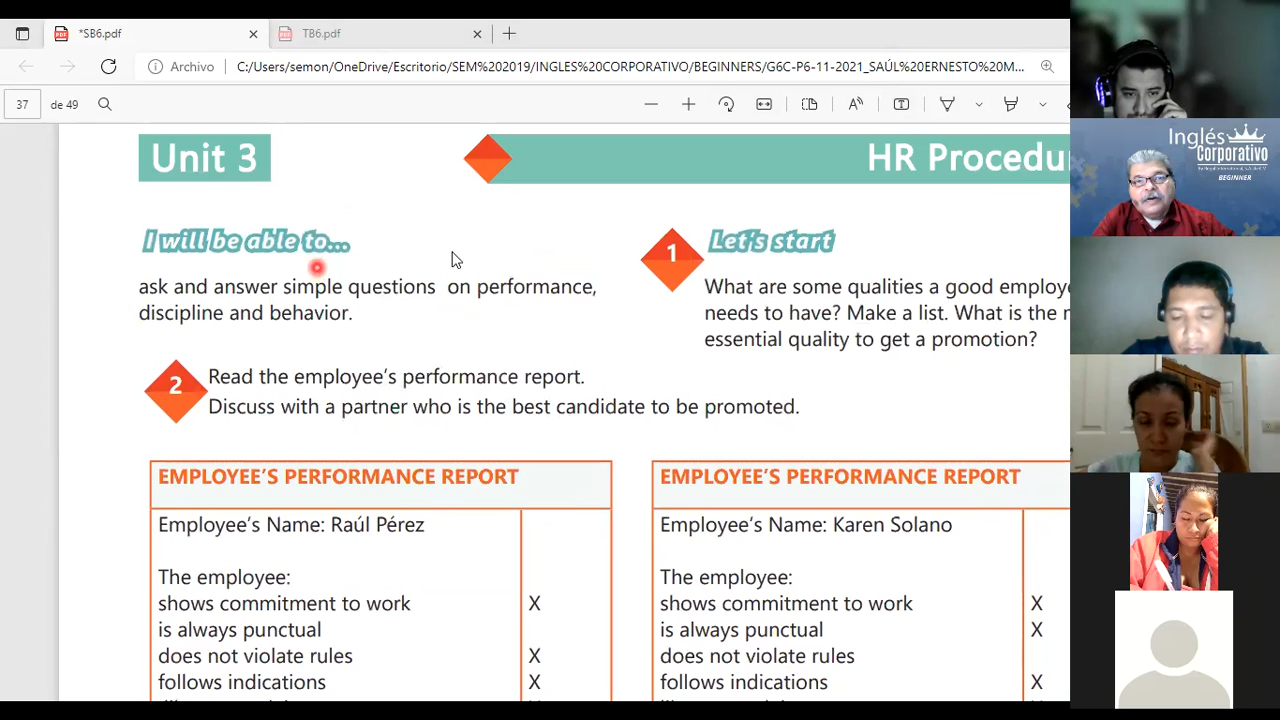 *SB6.pdf
TB6.pdf
Archivo
C:/Users/semon/OneDrive/Escritorio/SEM%202019/INGLES%20CORPORATIVO/BEGINNERS/G6C-P6-11-2021_SAÚL%20ERNESTO%20M...
37
de 49
Unit 3
HR Procedu
I will be able to...
ask and answer simple questions on performance,
discipline and behavior.
1
Let's start
What are some qualities a good employe
needs to have? Make a list. What is the n
essential quality to get a promotion?
2
Read the employee's performance report.
Discuss with a partner who is the best candidate to be promoted.
EMPLOYEE'S PERFORMANCE REPORT
Employee's Name: Raúl Pérez
The employee:
shows commitment to work X
is always punctual
does not violate rules X
follows indications X
EMPLOYEE'S PERFORMANCE REPORT
Employee's Name: Karen Solano
The employee:
shows commitment to work X
is always punctual X
does not violate rules
follows indications X
Inglés
Corporativo
BEGINNER